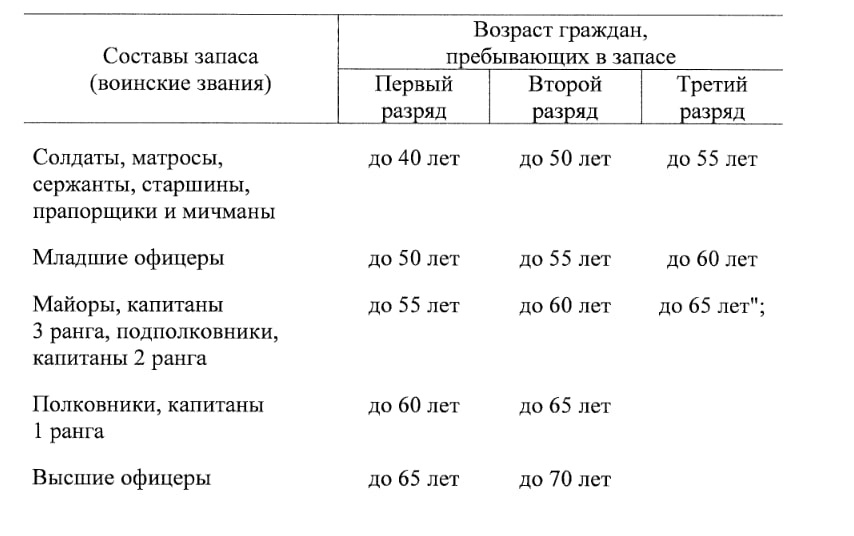 Составы запаса
(воинские звания)
Возраст граждан,
пребывающих в запасе
Первый
разряд
Второй
разряд
Третий
разряд
Солдаты, матросы,
сержанты, старшины,
прапорщики и мичманы
до 40 лет
до 50 лет
до 55 лет
Младшие офицеры
до 50 лет
до 55 лет
до 60 лет
Майоры, капитаны
3 ранга, подполковники,
капитаны 2 ранга
до 55 лет
до 60 лет
до 65 лет";
Полковники, капитаны
1 ранга
до 60 лет
до 65 лет
Высшие офицеры
до 65 лет
до 70 лет